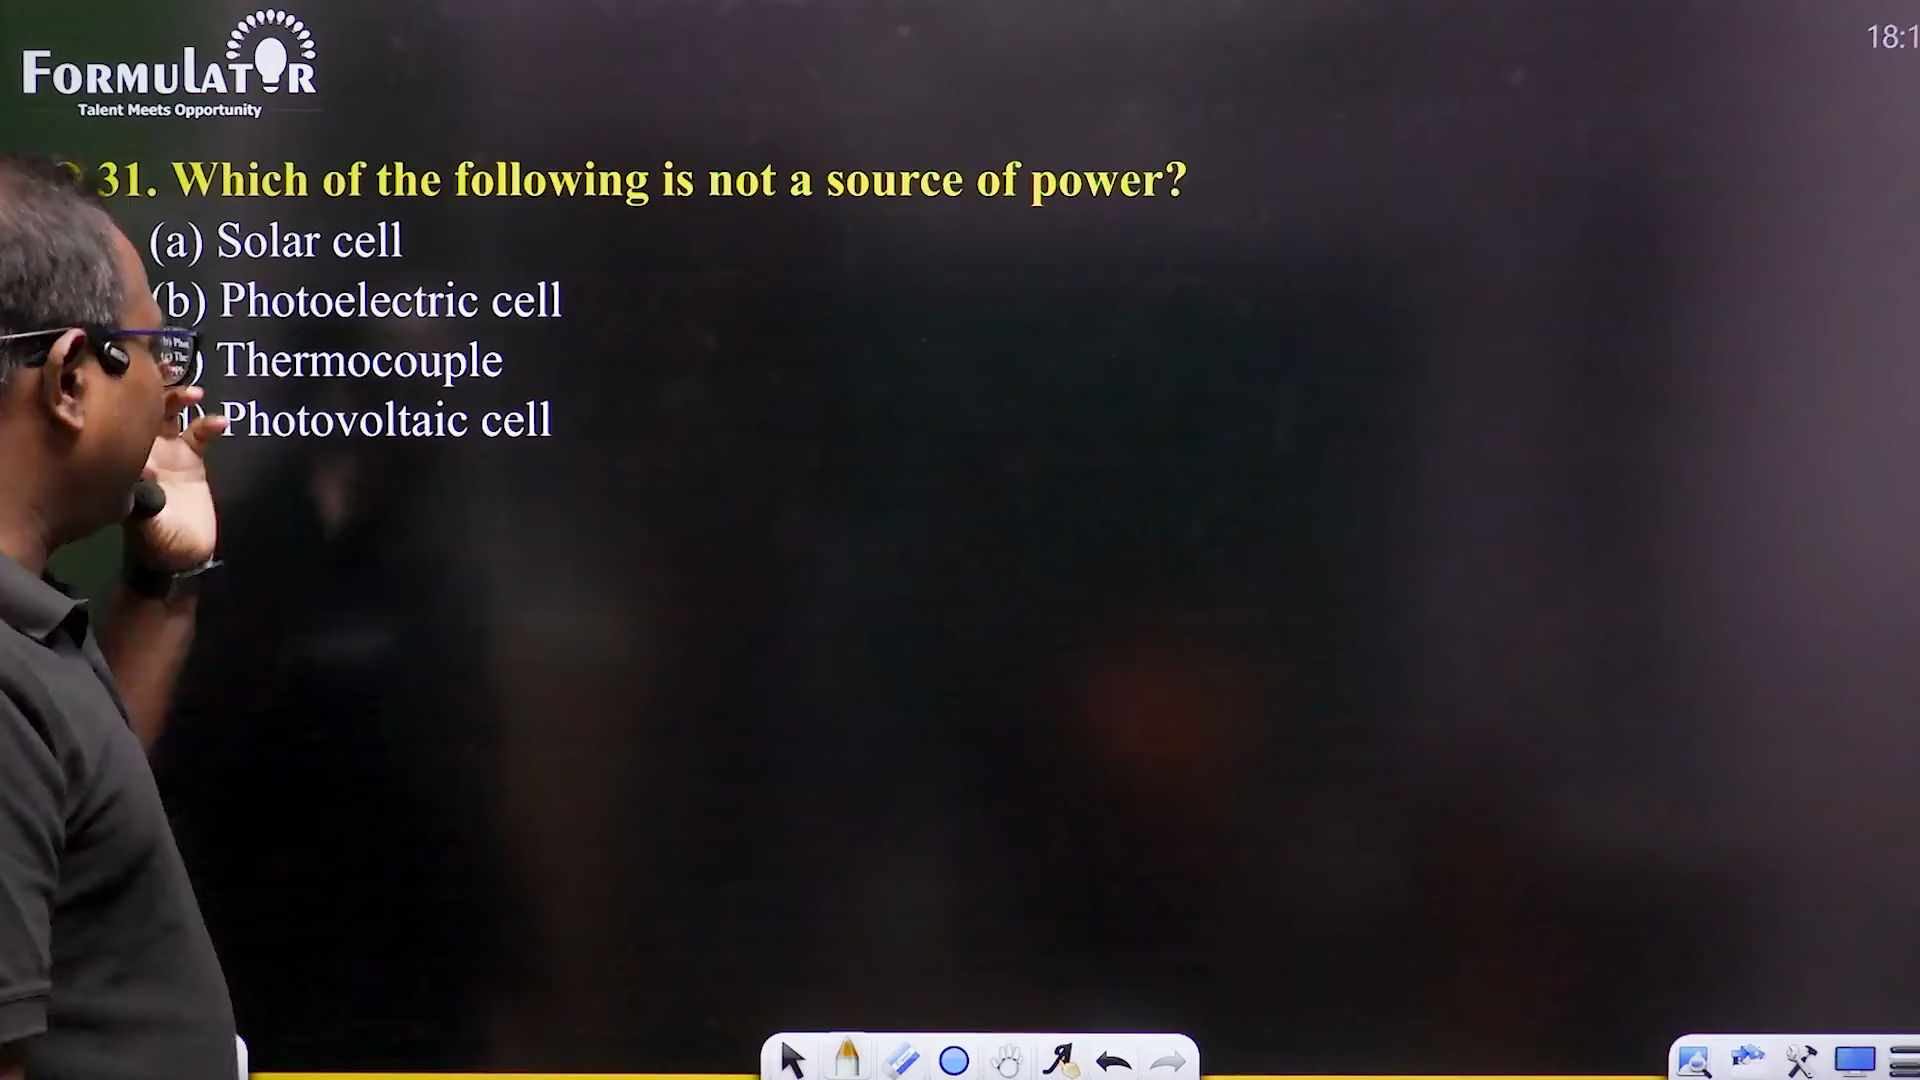 FORMULATOR
Talent Meets Opportunity
18:1
31. Which of the following is not a source of power?
(a) Solar cell
(b) Photoelectric cell
) Thermocouple
d) Photovoltaic cell